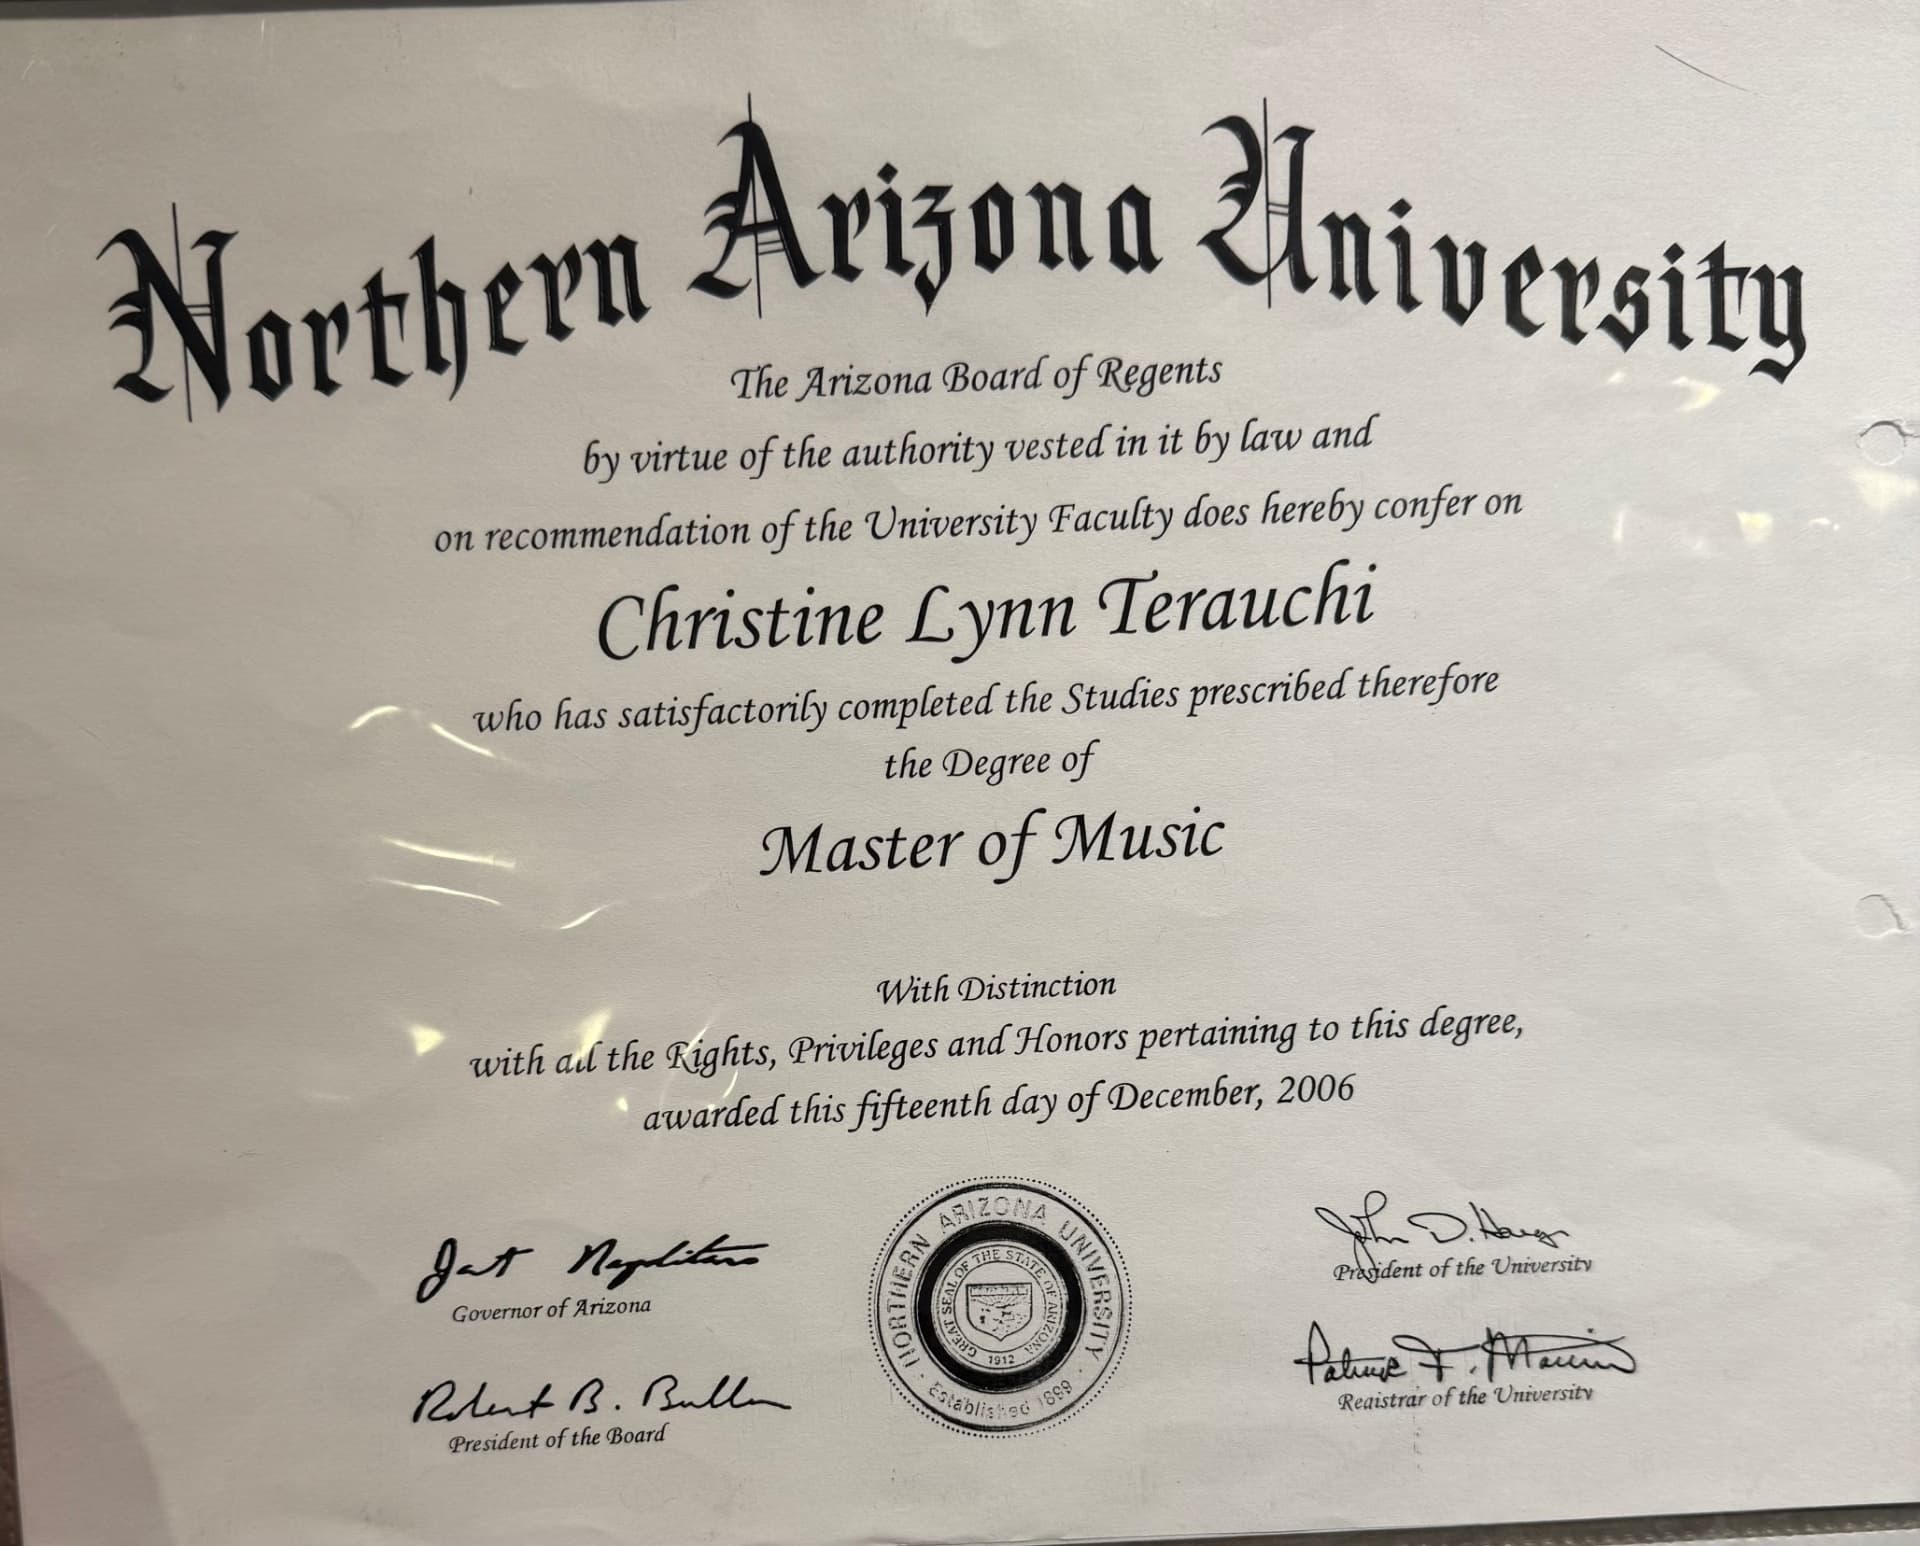 Northern Arizona University
The Arizona Board of Regents
by virtue of the authority vested in it by law and
on recommendation of the University Faculty does hereby confer on
Christine Lynn Terauchi
who has satisfactorily completed the Studies prescribed therefore
the Degree of
Master of Music
With Distinction
with all the Rights, Privileges and Honors pertaining to this degree,
awarded this fifteenth day of December, 2006
Governor of Arizona
Robert B.
President of the Board
NORTHERN ARIZONA UNIVERSITY
Established 1899
GREAT SEAL OF THE STATE OF ARIZONA
1912
John D.
President of the University
Registrar of the University